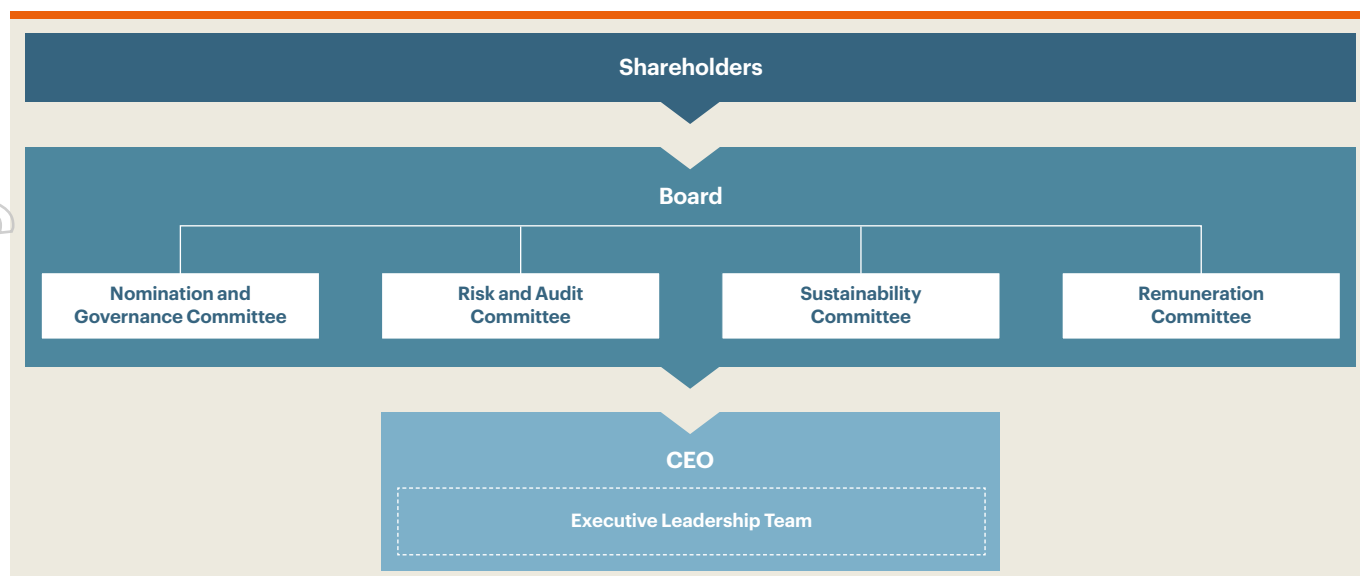 Shareholders
Board
Nomination and
Governance Committee
Risk and Audit
Committee
Sustainability
Committee
Remuneration
Committee
CEO
Executive Leadership Team